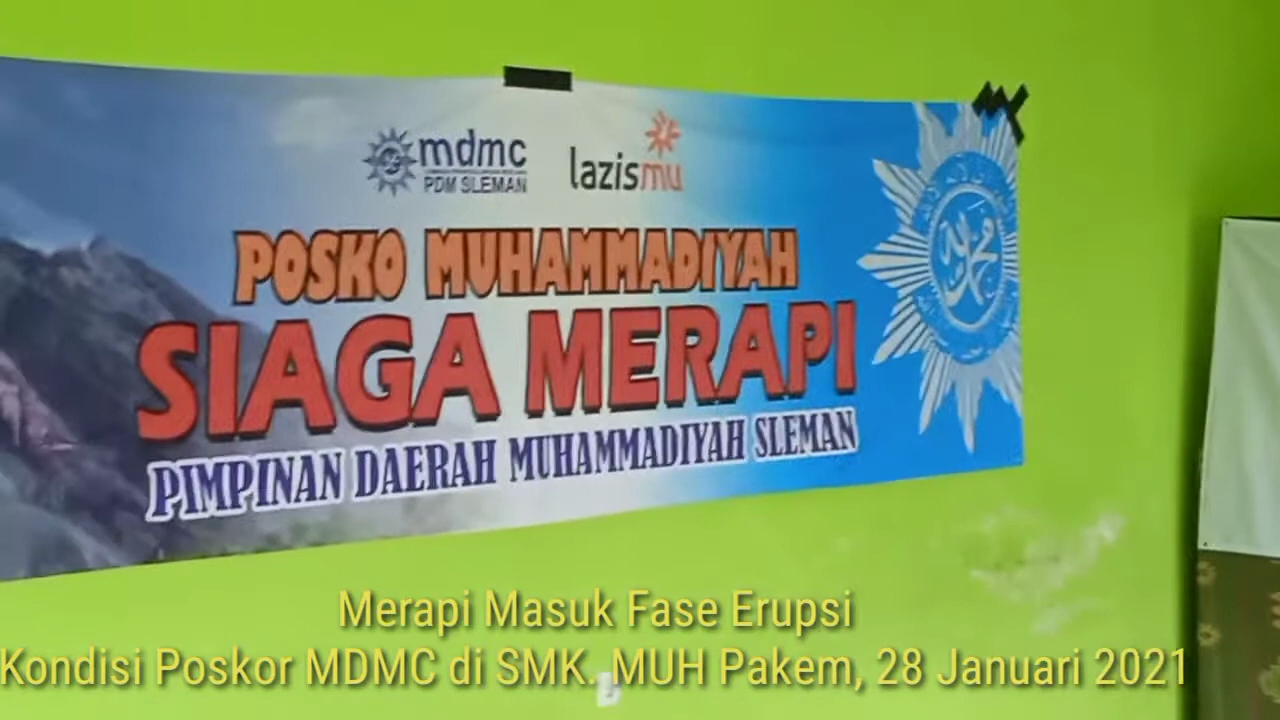 mdmc
PDM SLEMAN
lazismu
POSKO MUHAMMADIYAH
SIAGA MERAPI
PIMPINAN DAERAH MUHAMMADIYAH SLEMAN
Merapi Masuk Fase Erupsi
Kondisi Poskor MDMC di SMK. MUH Pakem, 28 Januari 2021